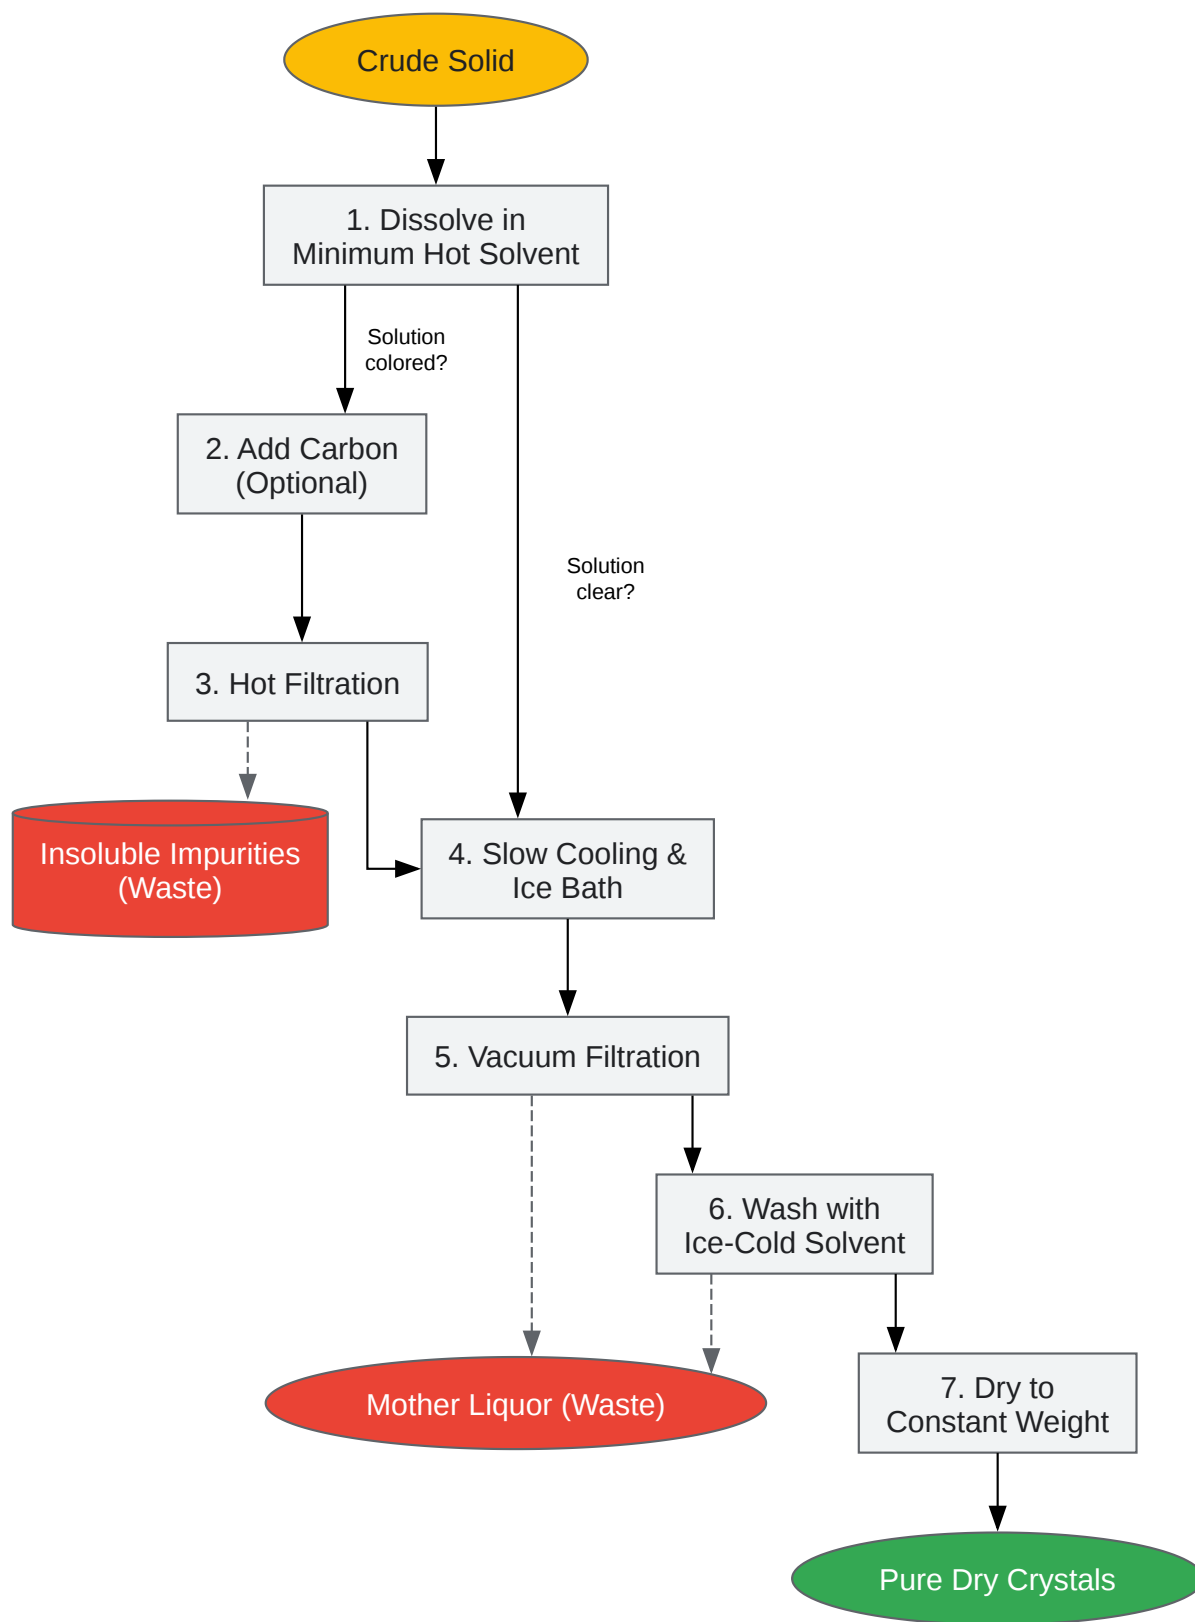 Crude Solid
1. Dissolve in
Minimum Hot Solvent
Solution
colored?
2. Add Carbon
(Optional)
Solution
clear?
3. Hot Filtration
Insoluble Impurities
(Waste)
4. Slow Cooling &
Ice Bath
5. Vacuum Filtration
6. Wash with
Ice-Cold Solvent
Mother Liquor (Waste)
7. Dry to
Constant Weight
Pure Dry Crystals